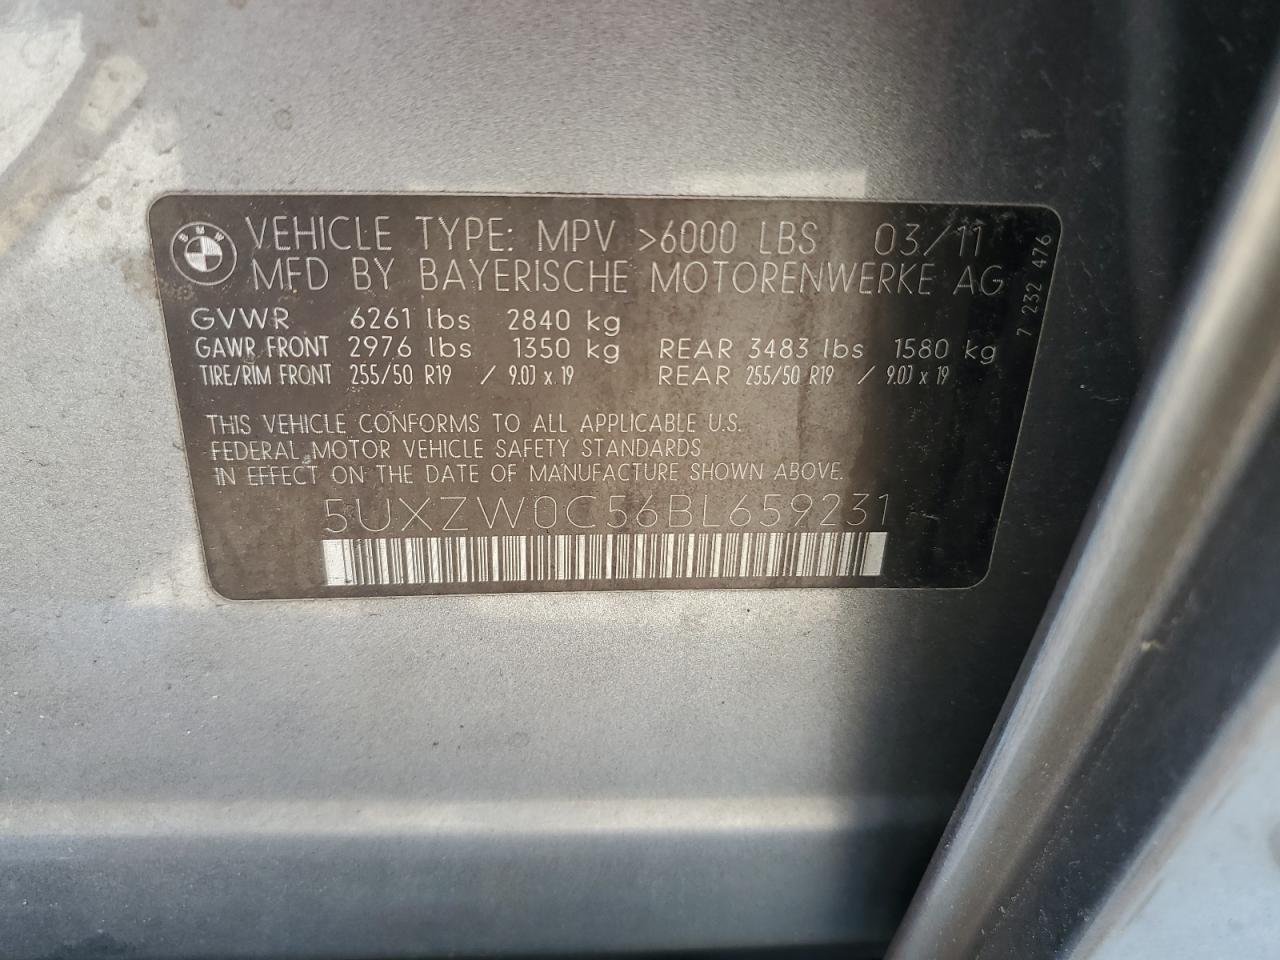 BMW
VEHICLE TYPE: MPV >6000 LBS 03/11
MFD BY BAYERISCHE MOTORENWERKE AG
GVWR 6261 lbs 2840 kg
GAWR FRONT 2976 lbs 1350 kg REAR 3483 lbs 1580 kg
TIRE/RIM FRONT 255/50 R19 / 9.0J x 19 REAR 255/50 R19 / 9.0J x 19
THIS VEHICLE CONFORMS TO ALL APPLICABLE U.S.
FEDERAL MOTOR VEHICLE SAFETY STANDARDS
IN EFFECT ON THE DATE OF MANUFACTURE SHOWN ABOVE.
5UXZW0C56BL659231
7 232 476